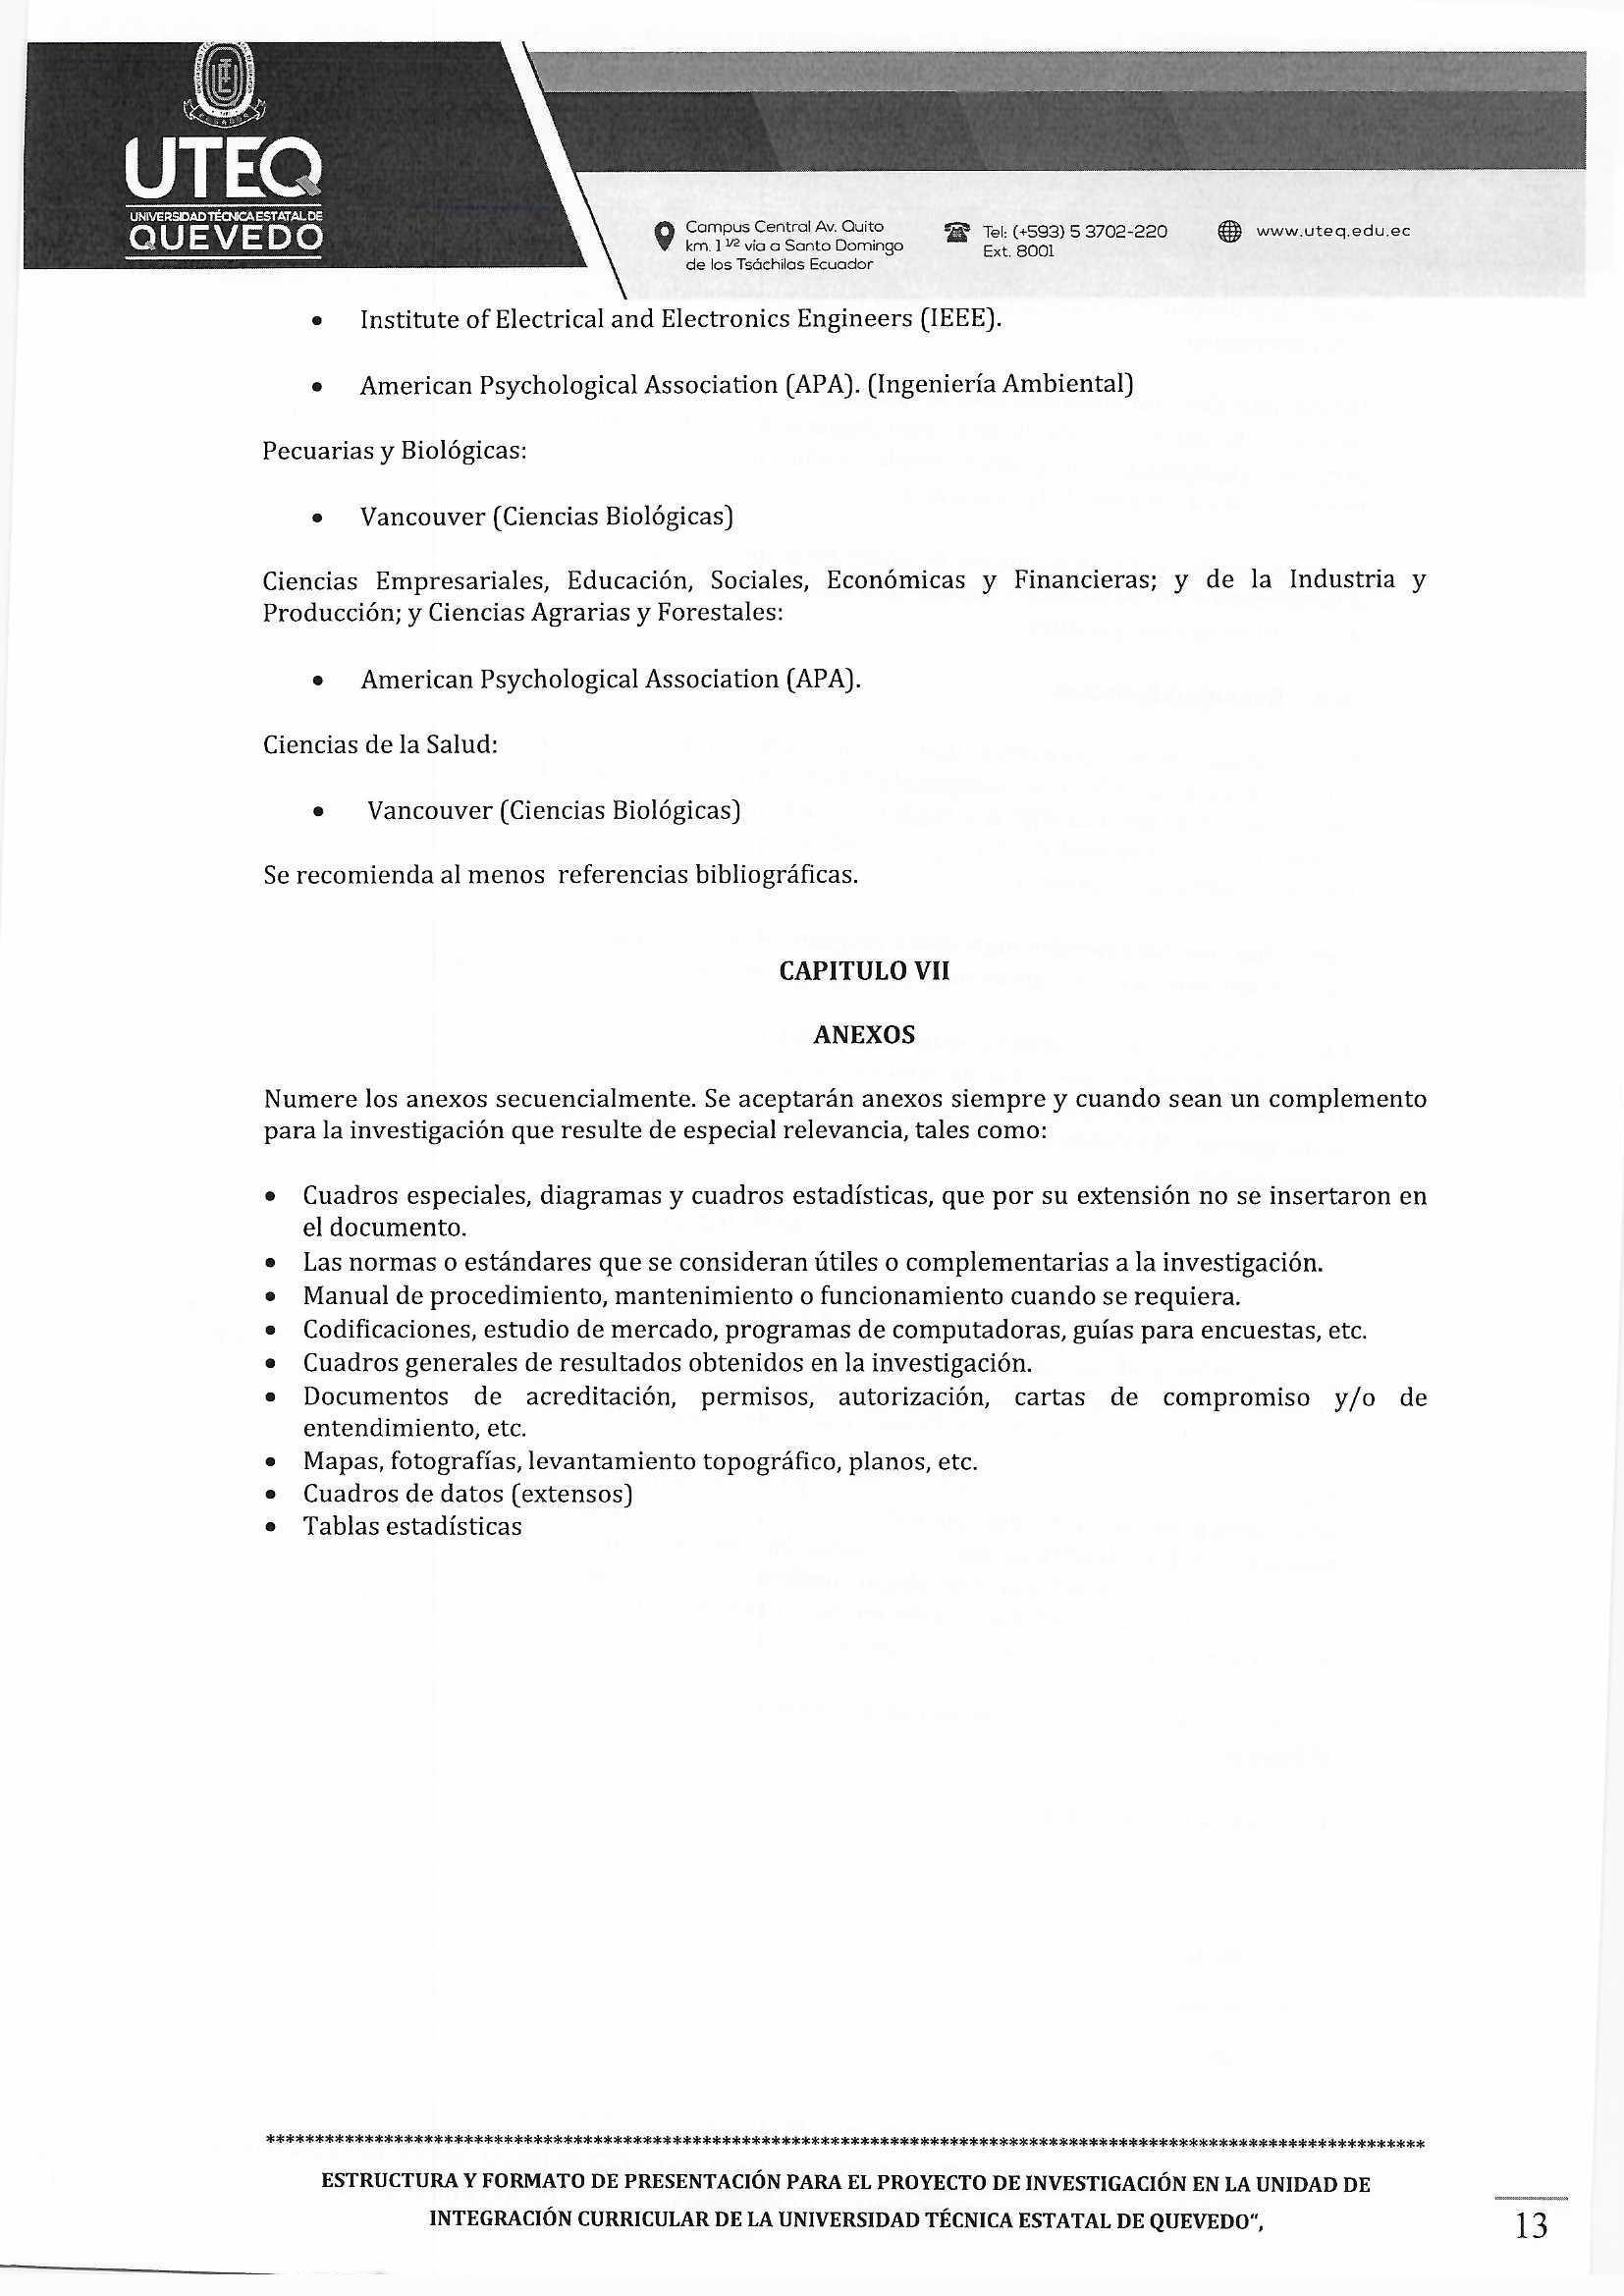 UTEQ
UNIVERSIDAD TÉCNICA ESTATAL DE
QUEVEDO
Campus Central Av. Quito
km. 1 1/2 vía a Santo Domingo
de los Tsáchilas Ecuador
Tel: (+593) 5 3702-220
Ext. 8001
www.uteq.edu.ec
• Institute of Electrical and Electronics Engineers (IEEE).
• American Psychological Association (APA). (Ingeniería Ambiental)
Pecuarias y Biológicas:
• Vancouver (Ciencias Biológicas)
Ciencias Empresariales, Educación, Sociales, Económicas y Financieras; y de la Industria y
Producción; y Ciencias Agrarias y Forestales:
• American Psychological Association (APA).
Ciencias de la Salud:
• Vancouver (Ciencias Biológicas)
Se recomienda al menos referencias bibliográficas.
CAPITULO VII
ANEXOS
Numere los anexos secuencialmente. Se aceptarán anexos siempre y cuando sean un complemento
para la investigación que resulte de especial relevancia, tales como:
• Cuadros especiales, diagramas y cuadros estadísticas, que por su extensión no se insertaron en
el documento.
• Las normas o estándares que se consideran útiles o complementarias a la investigación.
• Manual de procedimiento, mantenimiento o funcionamiento cuando se requiera.
• Codificaciones, estudio de mercado, programas de computadoras, guías para encuestas, etc.
• Cuadros generales de resultados obtenidos en la investigación.
• Documentos de acreditación, permisos, autorización, cartas de compromiso y/o de
entendimiento, etc.
• Mapas, fotografías, levantamiento topográfico, planos, etc.
• Cuadros de datos (extensos)
• Tablas estadísticas
ESTRUCTURA Y FORMATO DE PRESENTACIÓN PARA EL PROYECTO DE INVESTIGACIÓN EN LA UNIDAD DE
INTEGRACIÓN CURRICULAR DE LA UNIVERSIDAD TÉCNICA ESTATAL DE QUEVEDO“,
13